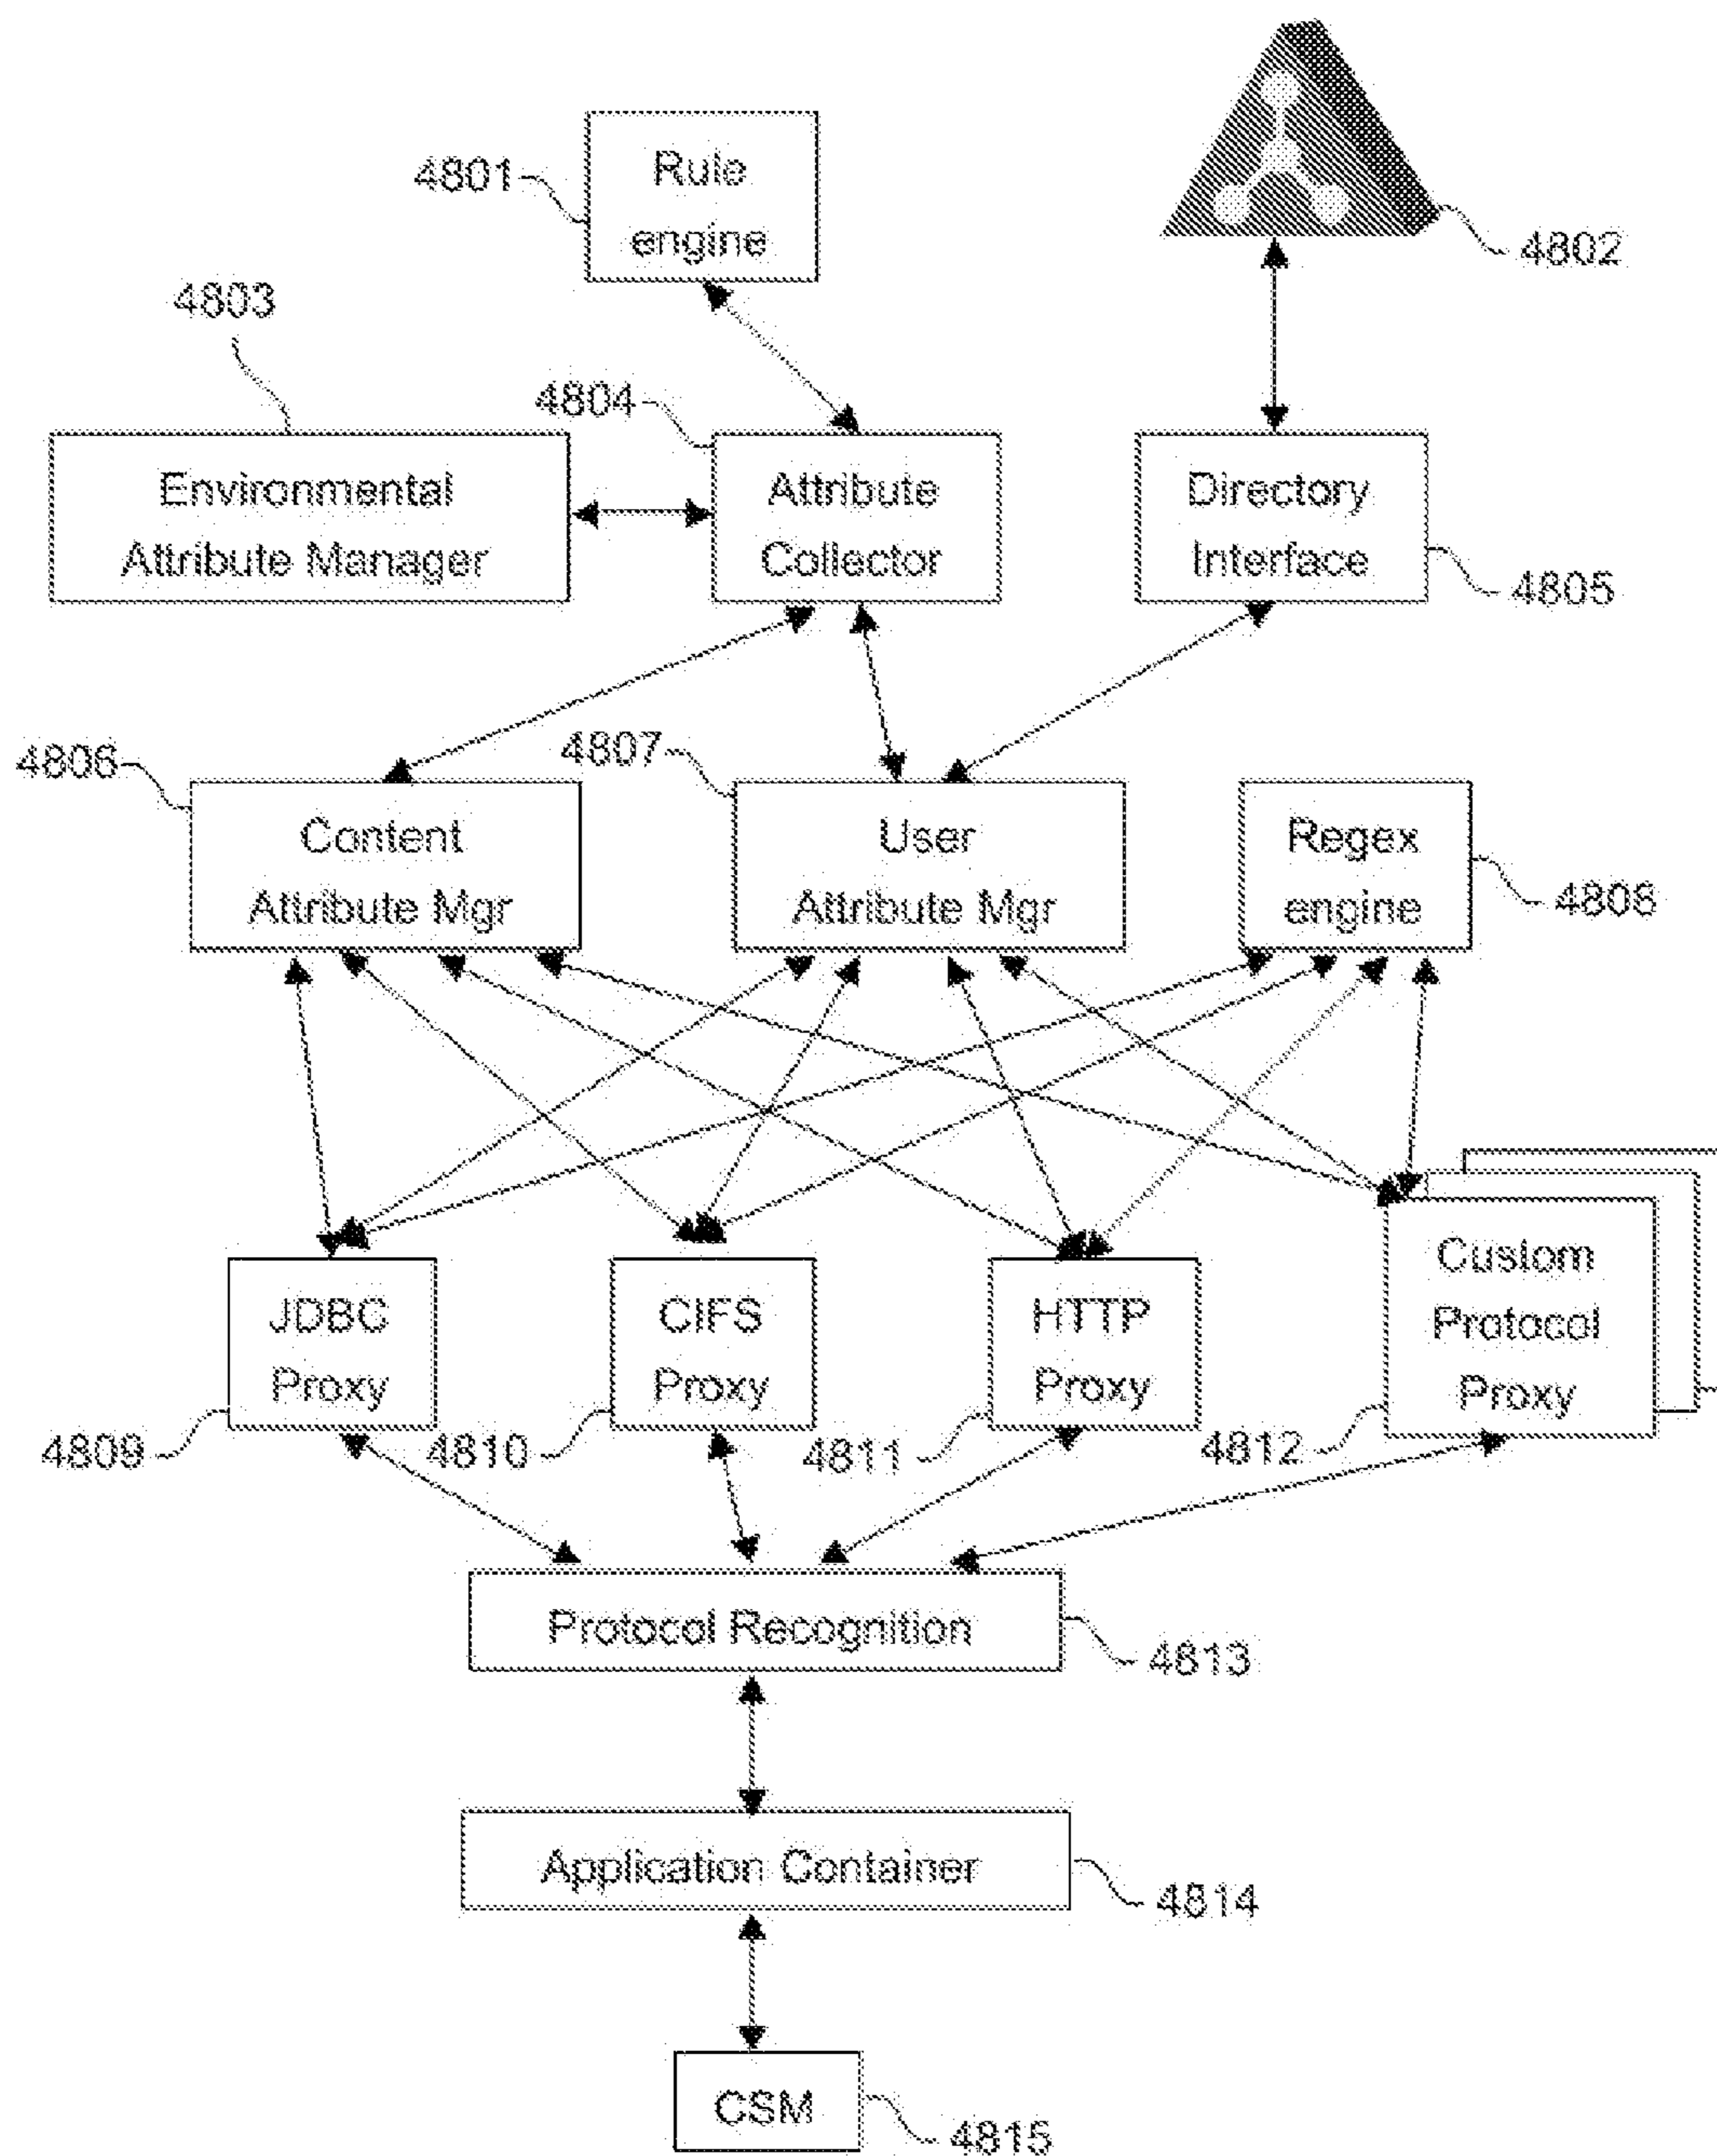 4801
Rule
engine
4802
4803
4804
Environmental
Attribute Manager
Attribute
Collector
Directory
Interface
4805
4806
4807
Content
Attribute Mgr
User
Attribute Mgr
Regex
engine
4808
JDBC
Proxy
CIFS
Proxy
HTTP
Proxy
Custom
Protocol
Proxy
4809
4810
4811
4812
Protocol Recognition
4813
Application Container
4814
CSM
4815